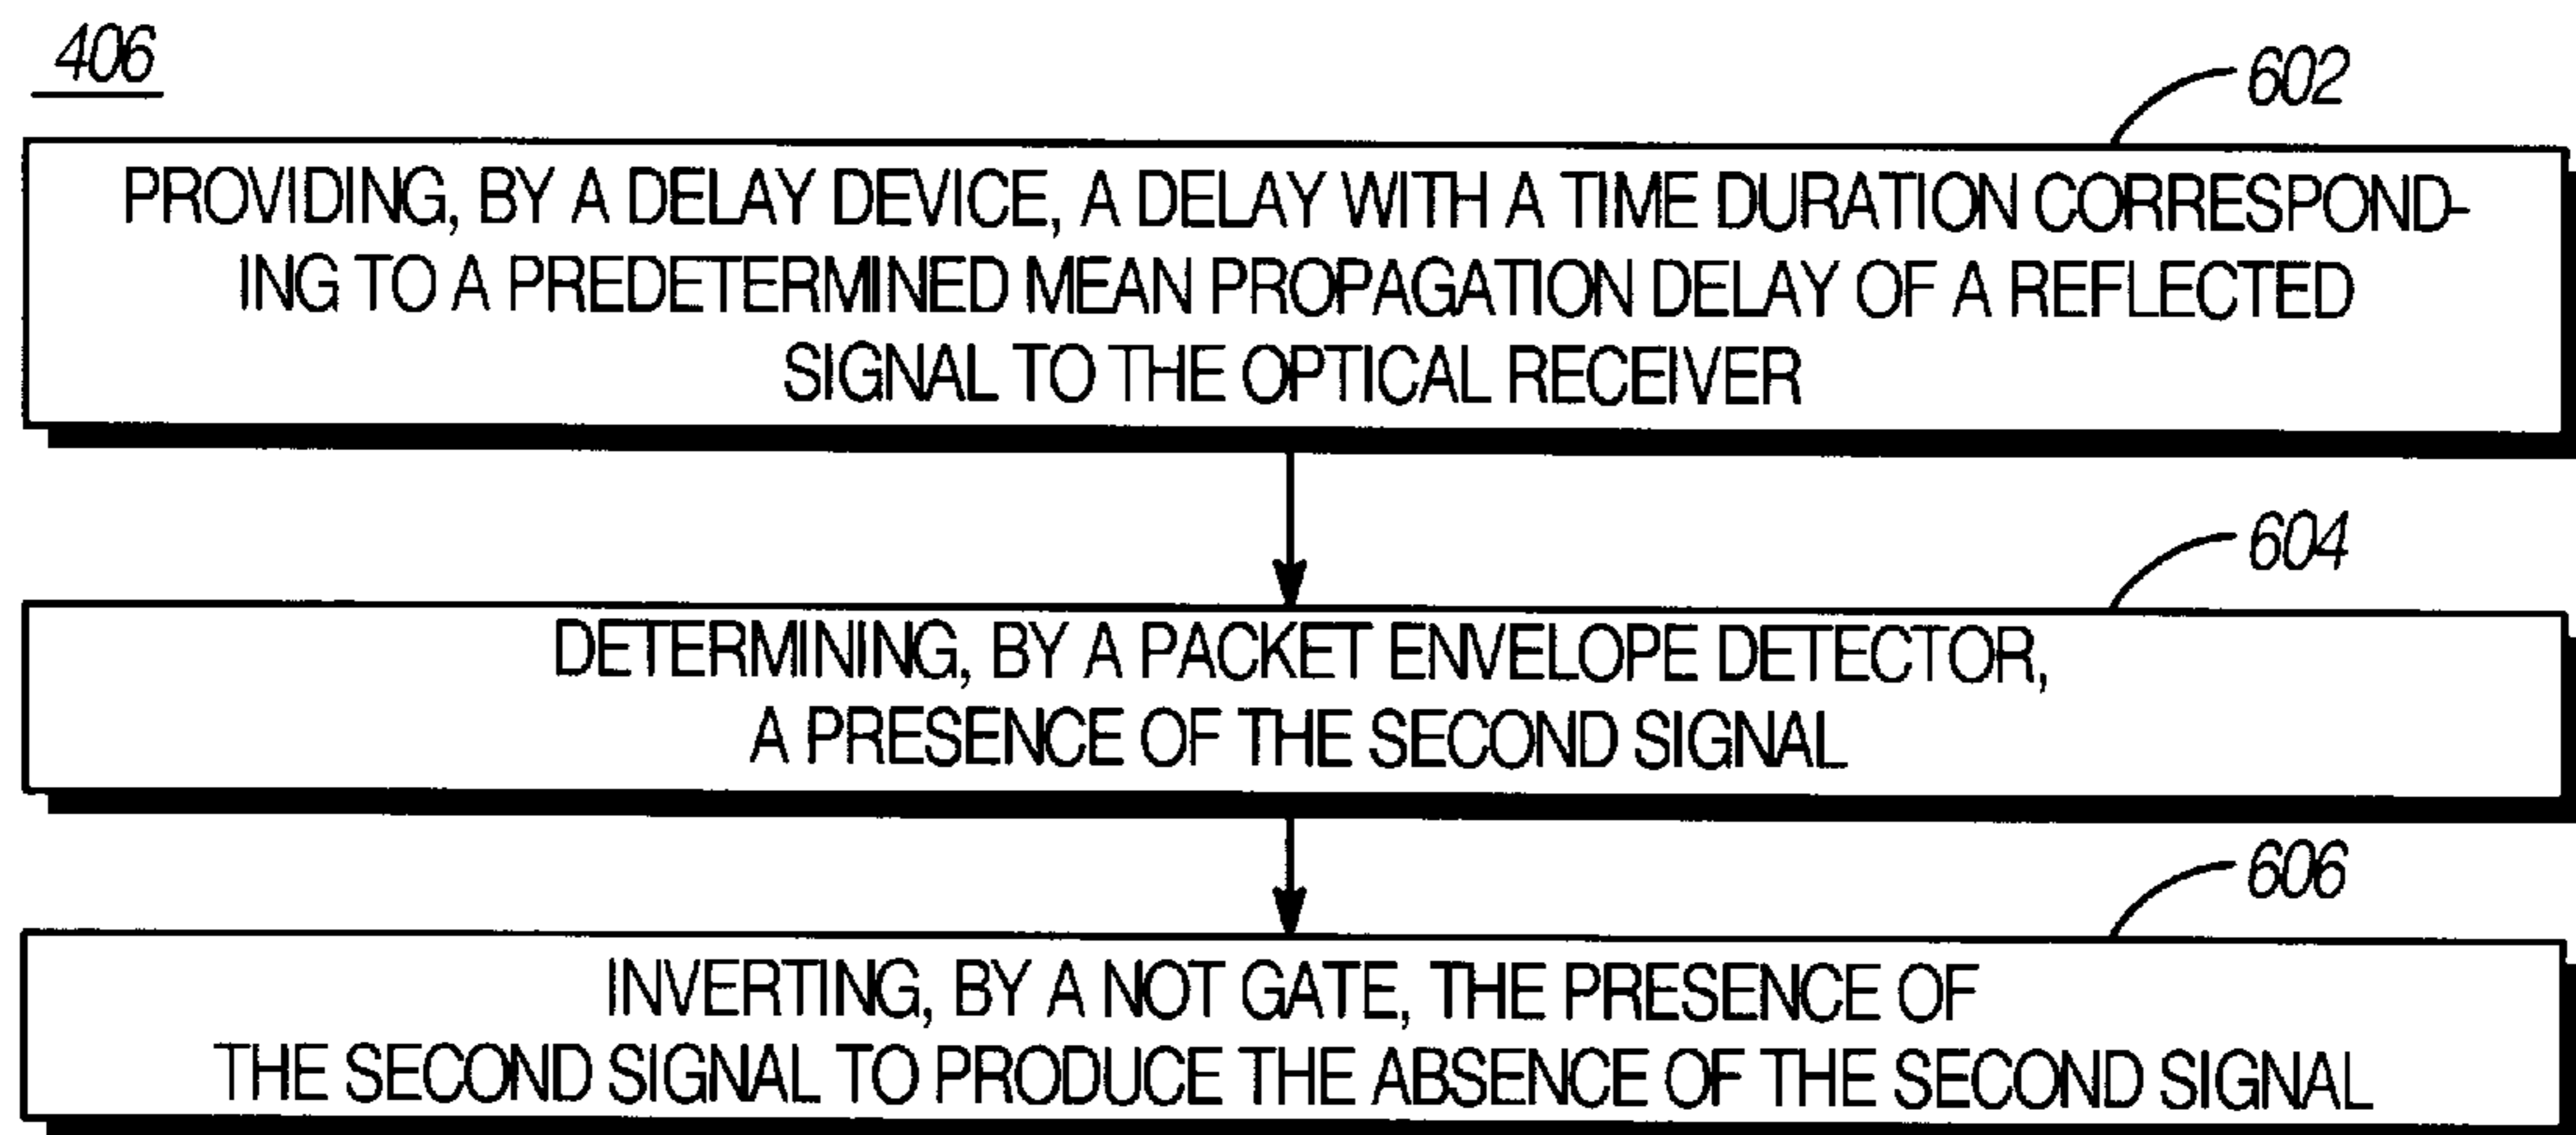 406
602
PROVIDING, BY A DELAY DEVICE, A DELAY WITH A TIME DURATION CORRESPOND-
ING TO A PREDETERMINED MEAN PROPAGATION DELAY OF A REFLECTED
SIGNAL TO THE OPTICAL RECEIVER
604
DETERMINING, BY A PACKET ENVELOPE DETECTOR,
A PRESENCE OF THE SECOND SIGNAL
606
INVERTING, BY A NOT GATE, THE PRESENCE OF
THE SECOND SIGNAL TO PRODUCE THE ABSENCE OF THE SECOND SIGNAL